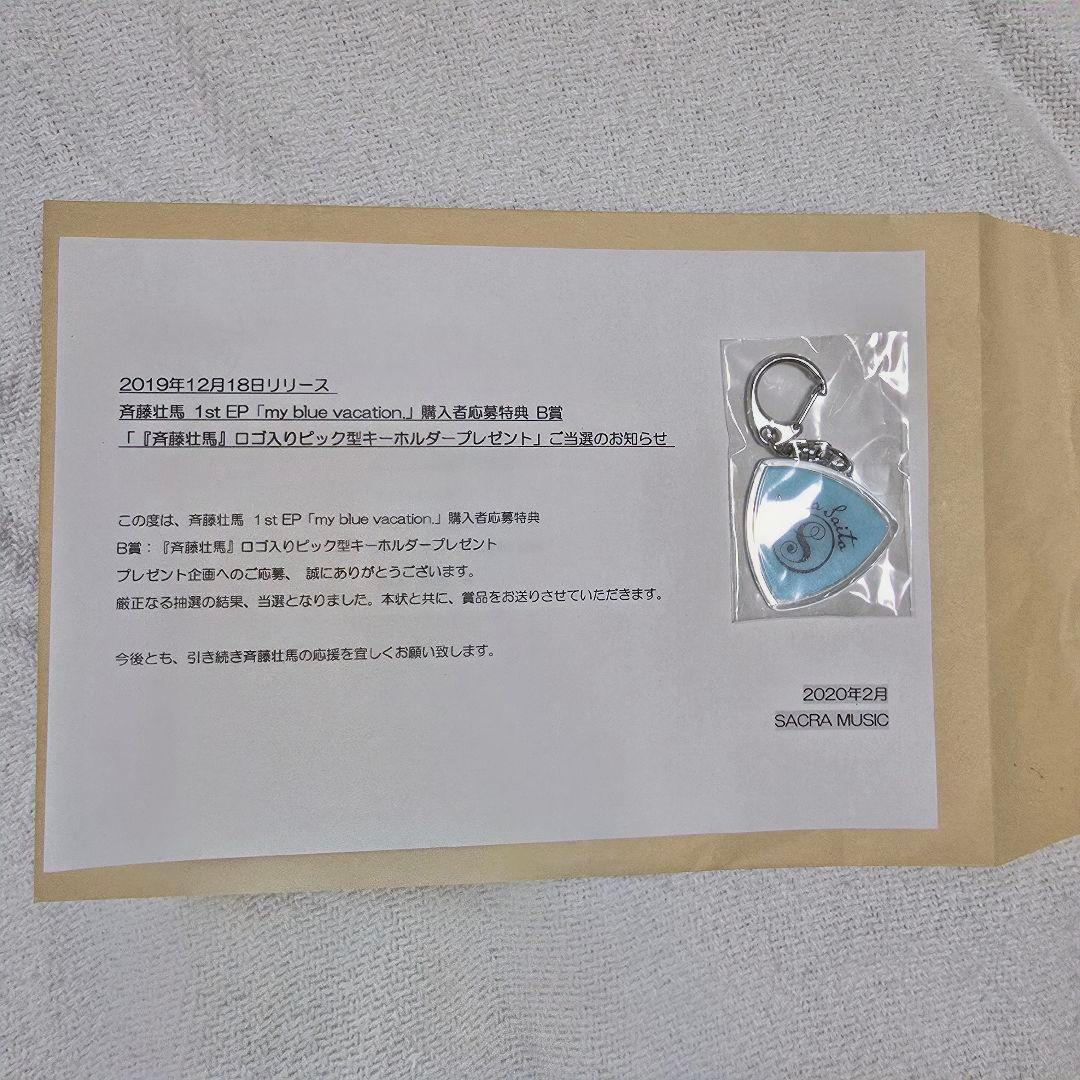 2019年12月18日リリース
斉藤壮馬 1st EP「my blue vacation.」購入者応募特典 B賞
「『斉藤壮馬』ロゴ入りピック型キーホルダープレゼント」ご当選のお知らせ
この度は、斉藤壮馬 1st EP「my blue vacation.」購入者応募特典
B賞：『斉藤壮馬』ロゴ入りピック型キーホルダープレゼント
プレゼント企画へのご応募、 誠にありがとうございます。
厳正なる抽選の結果、当選となりました。本状と共に、賞品をお送りさせていただきます。
今後とも、引き続き斉藤壮馬の応援を宜しくお願い致します。
2020年2月
SACRA MUSIC
Saito
S